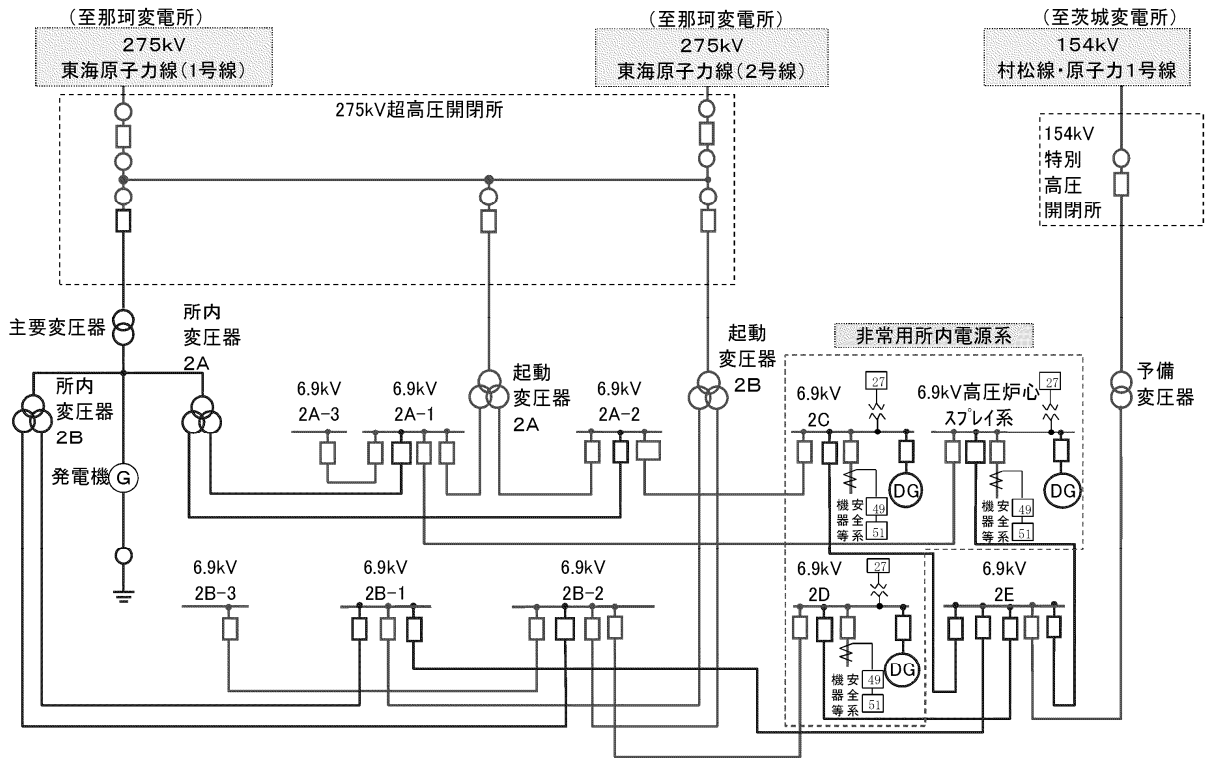 (至那珂変電所)
275kV
東海原子力線(1号線)
(至那珂変電所)
275kV
東海原子力線(2号線)
(至茨城変電所)
154kV
村松線・原子力1号線
275kV超高圧開閉所
154kV
特別
高圧
開閉所
主要変圧器
所内
変圧器
2A
所内
変圧器
2B
発電機
G
6.9kV
2A-3
6.9kV
2A-1
起動
変圧器
2A
6.9kV
2A-2
起動
変圧器
2B
非常用所内電源系
予備
変圧器
6.9kV
2C
27
6.9kV高圧炉心
スプレイ系
27
安全系
機器等
49
51
DG
安全系
機器等
49
51
DG
6.9kV
2B-3
6.9kV
2B-1
6.9kV
2B-2
6.9kV
2D
27
6.9kV
2E
安全系
機器等
49
51
DG